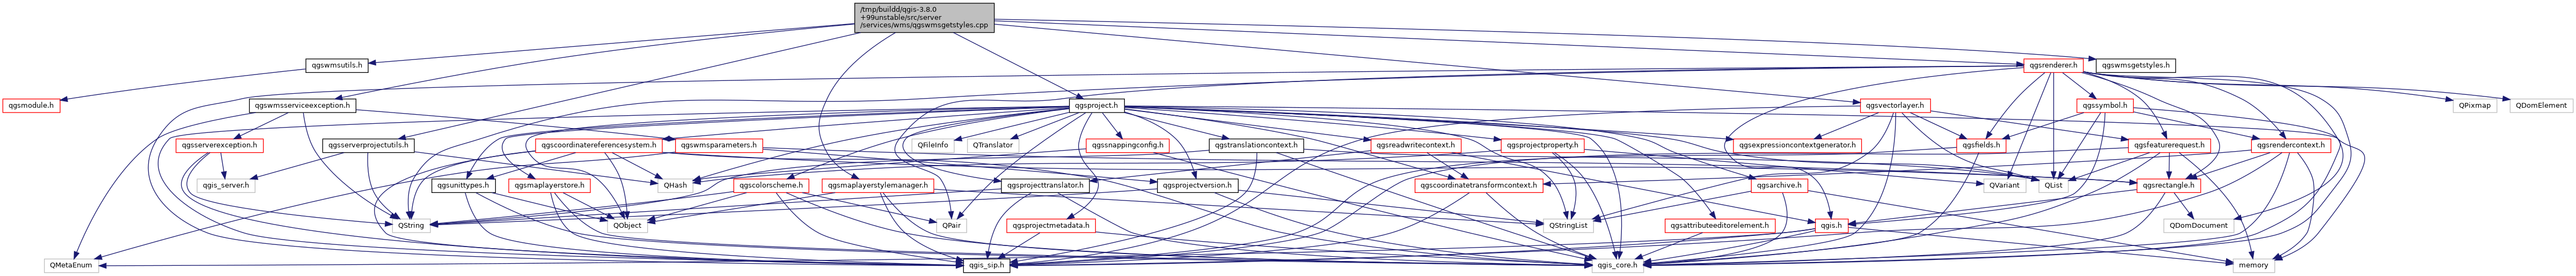 /tmp/buildd/qgis-3.8.0
+99unstable/src/server
/services/wms/qgswmsgetstyles.cpp
qgswmsutils.h
qgsrenderer.h
qgswmsgetstyles.h
qgsmodule.h
qgswmsserviceexception.h
qgsproject.h
qgsvectorlayer.h
qgssymbol.h
QPixmap
QDomElement
qgsserverexception.h
qgsserverprojectutils.h
qgscoordinatereferencesystem.h
qgswmsparameters.h
QFileInfo
QTranslator
qgssnappingconfig.h
qgstranslationcontext.h
qgsreadwritecontext.h
qgsprojectproperty.h
qgsexpressioncontextgenerator.h
qgsfields.h
qgsfeaturerequest.h
qgsrendercontext.h
qgis_server.h
qgsunittypes.h
qgsmaplayerstore.h
QHash
qgscolorscheme.h
qgsmaplayerstylemanager.h
qgsprojecttranslator.h
qgsprojectversion.h
qgscoordinatetransformcontext.h
qgsarchive.h
QVariant
QList
qgsrectangle.h
QString
QObject
QPair
qgsprojectmetadata.h
QStringList
qgsattributeeditorelement.h
qgis.h
QDomDocument
QMetaEnum
qgis_sip.h
qgis_core.h
memory